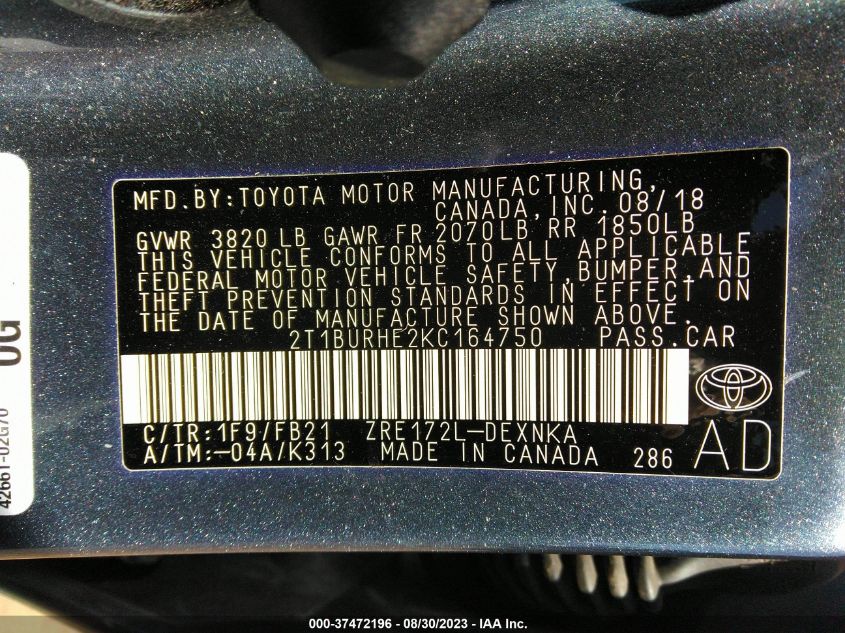 MFD.BY:TOYOTA MOTOR MANUFACTURING,
CANADA,INC. 08/18
GVWR 3820 LB GAWR FR 2070LB RR 1850LB
THIS VEHICLE CONFORMS TO ALL APPLICABLE
FEDERAL MOTOR VEHICLE SAFETY,BUMPER,AND
THEFT PREVENTION STANDARDS IN EFFECT ON
THE DATE OF MANUFACTURE SHOWN ABOVE.
2T1BURHE2KC164750 PASS.CAR
C/TR:1F9/FB21 ZRE172L-DEXNKA
A/TM:-04A/K313 MADE IN CANADA 286
AD
42661-02G70
0G
000-37472196 - 08/30/2023 - IAA Inc.